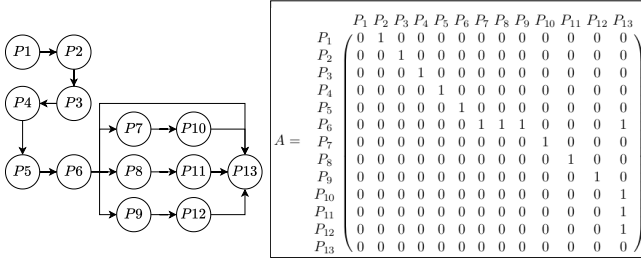 P1 P2
P4 P3
P7 P10
P5 P6 P8 P11 P13
P9 P12
P1 P2 P3 P4 P5 P6 P7 P8 P9 P10 P11 P12 P13
P1 0 1 0 0 0 0 0 0 0 0 0 0 0
P2 0 0 1 0 0 0 0 0 0 0 0 0 0
P3 0 0 0 1 0 0 0 0 0 0 0 0 0
P4 0 0 0 0 1 0 0 0 0 0 0 0 0
P5 0 0 0 0 0 1 0 0 0 0 0 0 0
P6 0 0 0 0 0 0 1 1 1 0 0 0 1
P7 0 0 0 0 0 0 0 0 0 1 0 0 0
A = P8 0 0 0 0 0 0 0 0 0 0 1 0 0
P9 0 0 0 0 0 0 0 0 0 0 0 1 0
P10 0 0 0 0 0 0 0 0 0 0 0 0 1
P11 0 0 0 0 0 0 0 0 0 0 0 0 1
P12 0 0 0 0 0 0 0 0 0 0 0 0 1
P13 0 0 0 0 0 0 0 0 0 0 0 0 0